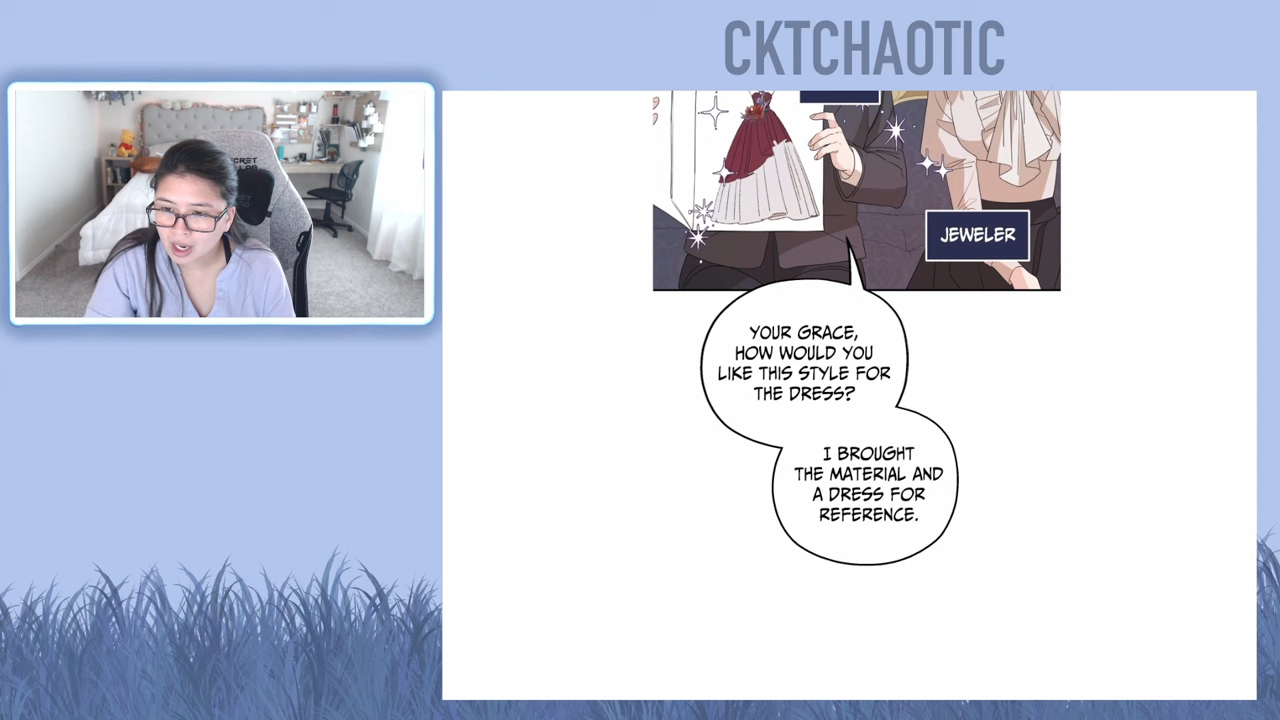 CKTCHAOTIC
JEWELER
YOUR GRACE,
HOW WOULD YOU
LIKE THIS STYLE FOR
THE DRESS?
I BROUGHT
THE MATERIAL AND
A DRESS FOR
REFERENCE.